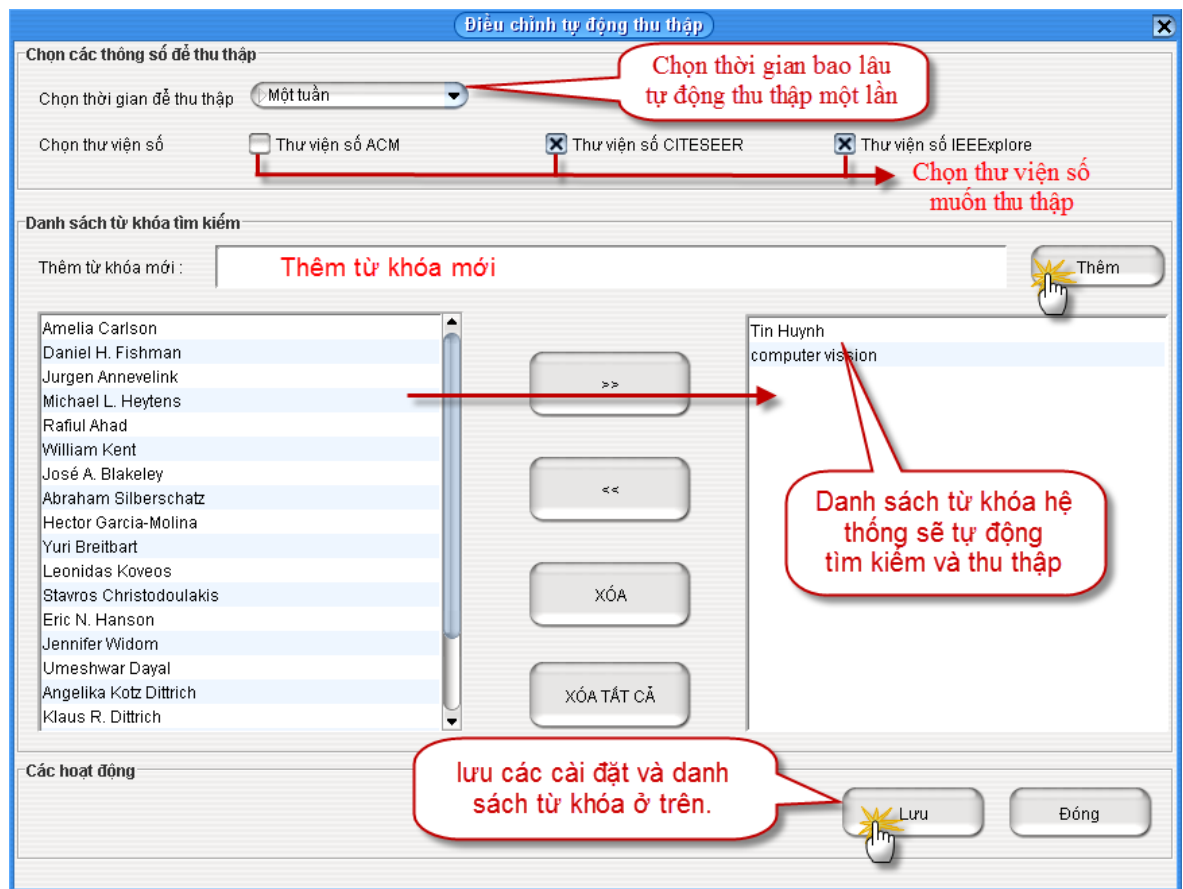 Điều chỉnh tự động thu thập
Chọn các thông số để thu thập
Chọn thời gian để thu thập
Một tuần
Chọn thời gian bao lâu
tự động thu thập một lần
Chọn thư viện số
Thư viện số ACM
Thư viện số CITESEER
Thư viện số IEEExplore
Chọn thư viện số
muốn thu thập
Danh sách từ khóa tìm kiếm
Thêm từ khóa mới :
Thêm từ khóa mới
Thêm
Amelia Carlson
Daniel H. Fishman
Jurgen Annevelink
Michael L. Heytens
Rafiul Ahad
William Kent
José A. Blakeley
Abraham Silberschatz
Hector Garcia-Molina
Yuri Breitbart
Leonidas Koveos
Stavros Christodoulakis
Eric N. Hanson
Jennifer Widom
Umeshwar Dayal
Angelika Kotz Dittrich
Klaus R. Dittrich
>>
<<
XÓA
XÓA TẤT CẢ
Tin Huynh
computer vission
Danh sách từ khóa hệ
thống sẽ tự động
tìm kiếm và thu thập
Các hoạt động
lưu các cài đặt và danh
sách từ khóa ở trên.
Lưu
Đóng